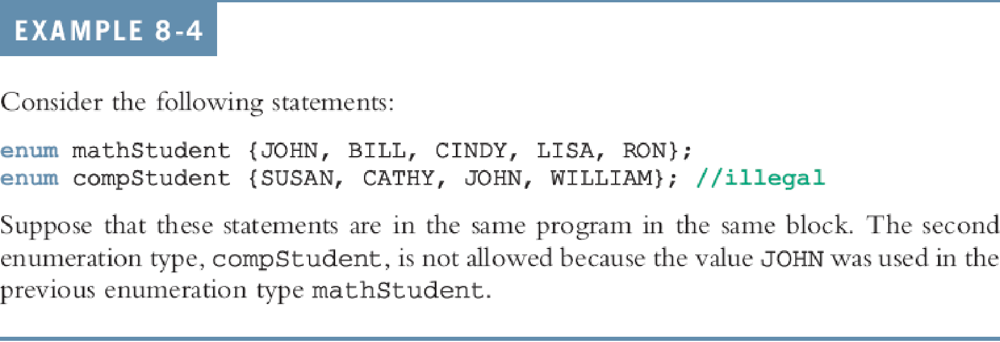 EXAMPLE 8-4
Consider the following statements:
enum mathStudent {JOHN, BILL, CINDY, LISA, RON};
enum compStudent {SUSAN, CATHY, JOHN, WILLIAM}; //illegal
Suppose that these statements are in the same program in the same block. The second
enumeration type, compStudent, is not allowed because the value JOHN was used in the
previous enumeration type mathStudent.